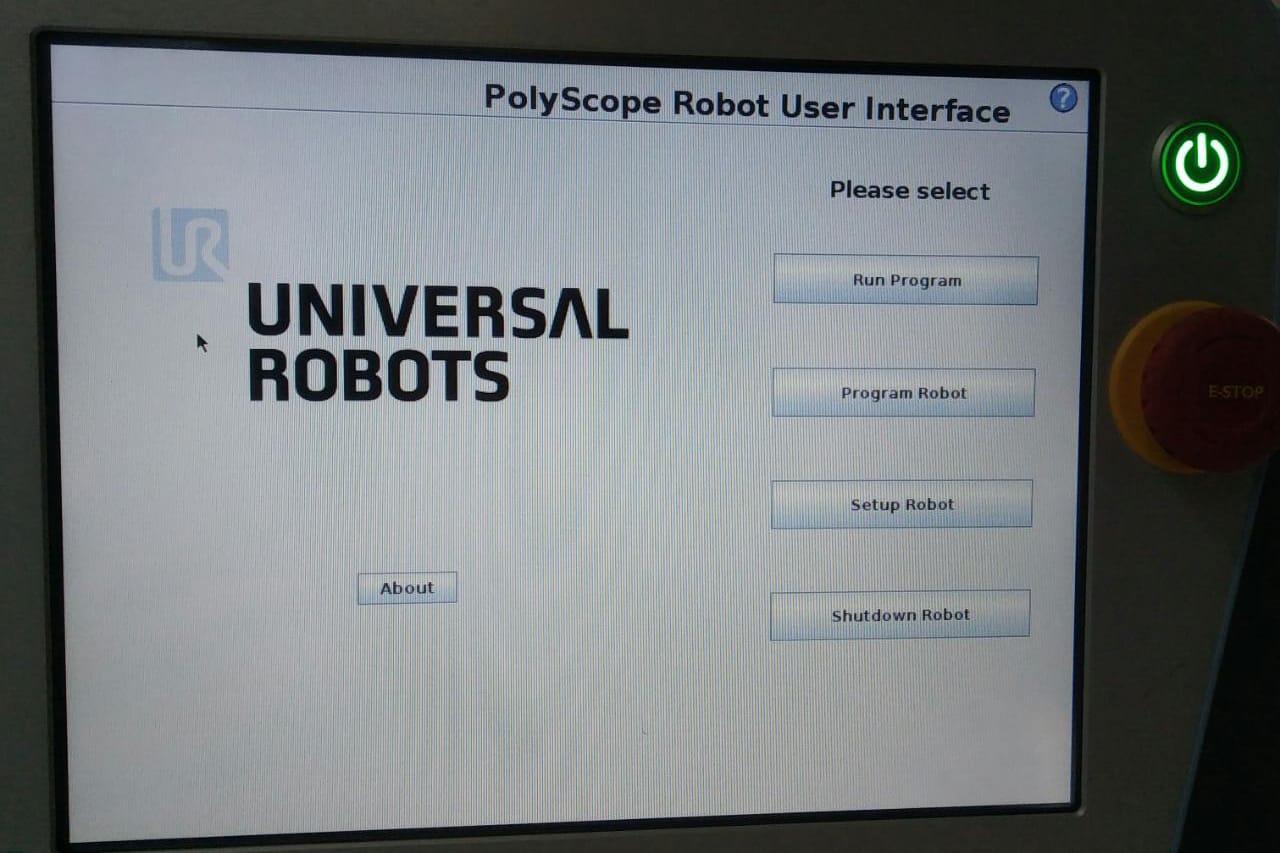 PolyScope Robot User Interface
?
Please select
UR
UNIVERSAL
ROBOTS
Run Program
Program Robot
Setup Robot
About
Shutdown Robot
E-STOP